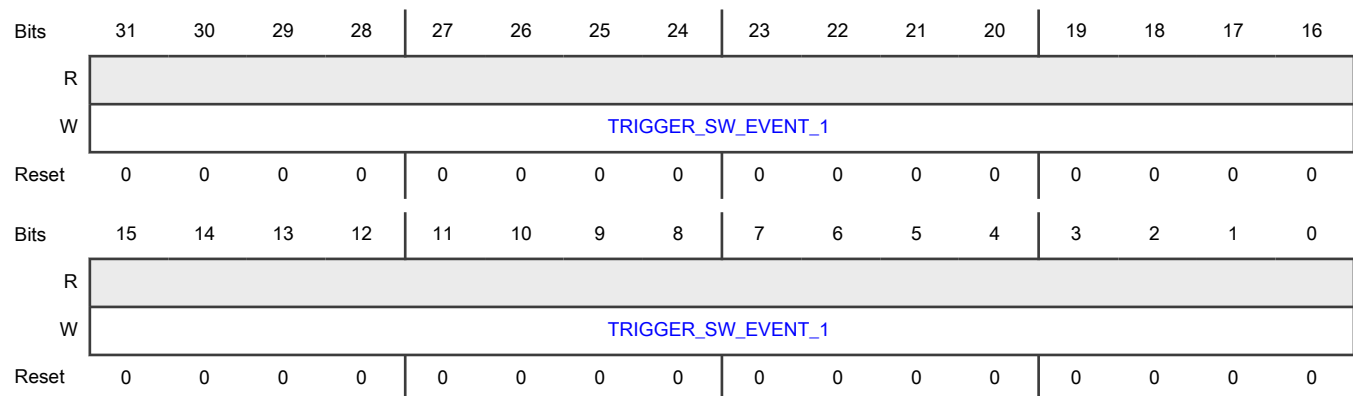 Bits 31 30 29 28 27 26 25 24 23 22 21 20 19 18 17 16
R
W TRIGGER_SW_EVENT_1
Reset 0 0 0 0 0 0 0 0 0 0 0 0 0 0 0 0
Bits 15 14 13 12 11 10 9 8 7 6 5 4 3 2 1 0
R
W TRIGGER_SW_EVENT_1
Reset 0 0 0 0 0 0 0 0 0 0 0 0 0 0 0 0